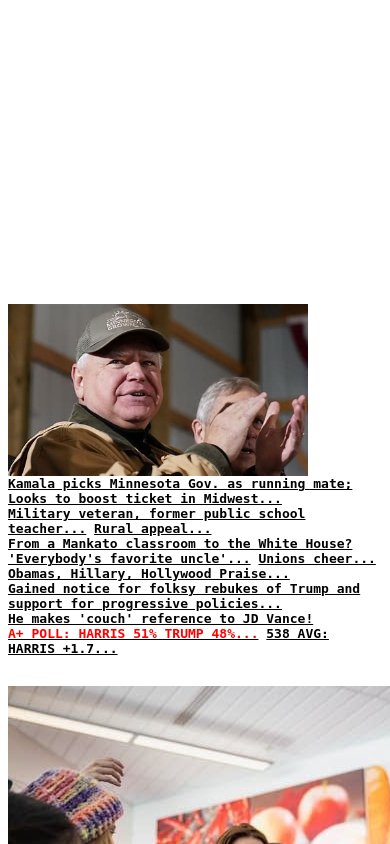 MINNESOTA
GROWN
Kamala picks Minnesota Gov. as running mate;
Looks to boost ticket in Midwest...
Military veteran, former public school
teacher... Rural appeal...
From a Mankato classroom to the White House?
'Everybody's favorite uncle'... Unions cheer...
Obamas, Hillary, Hollywood Praise...
Gained notice for folksy rebukes of Trump and
support for progressive policies...
He makes 'couch' reference to JD Vance!
A+ POLL: HARRIS 51% TRUMP 48%... 538 AVG:
HARRIS +1.7...